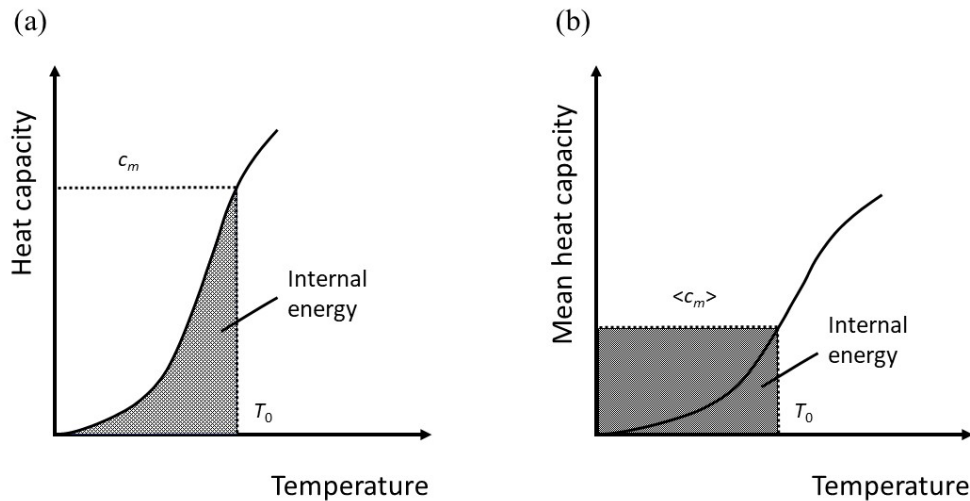 (a)
Heat capacity
c_m
Internal
energy
T_0
Temperature
(b)
Mean heat capacity
<c_m>
Internal
energy
T_0
Temperature